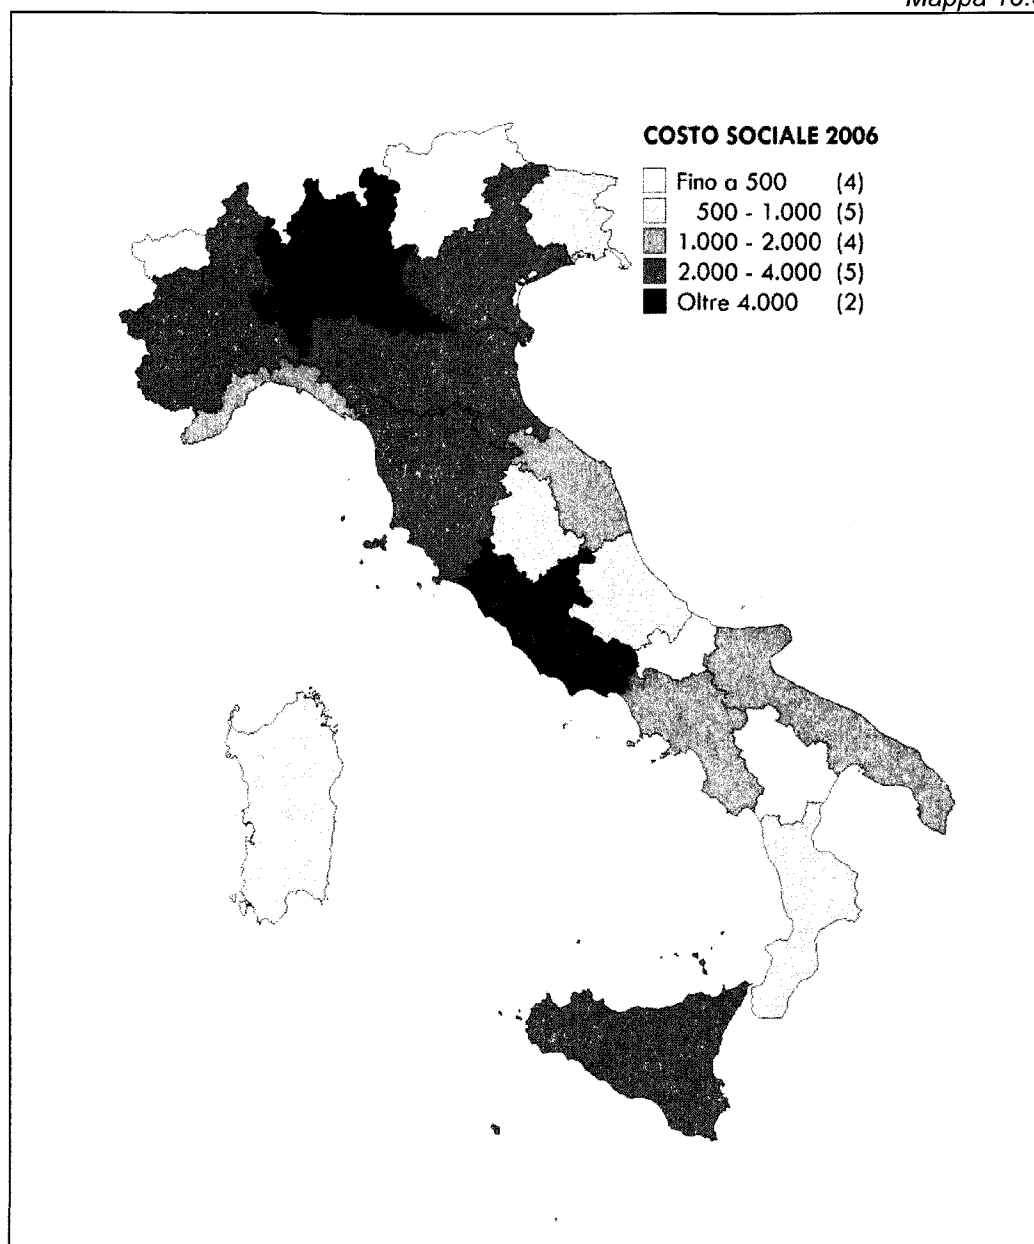 Mappa
COSTO SOCIALE 2006
Fino a 500 (4)
500 - 1.000 (5)
1.000 - 2.000 (4)
2.000 - 4.000 (5)
Oltre 4.000 (2)